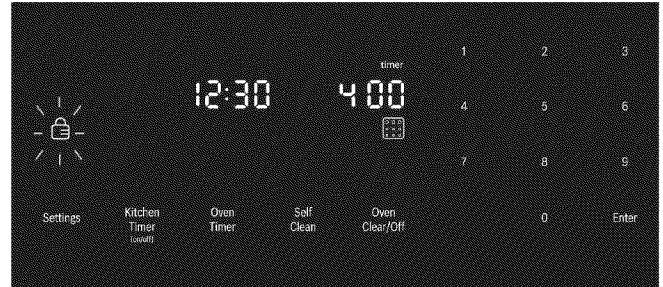 timer
12:30
4 00
1
2
3
4
5
6
7
8
9
Settings
Kitchen
Timer
(on/off)
Oven
Timer
Self
Clean
Oven
Clear/Off
0
Enter